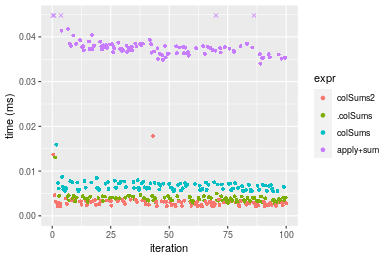 0.04
0.03
0.02
0.01
0.00
time (ms)
0
25
50
75
100
iteration
expr
colSums2
.colSums
colSums
apply+sum